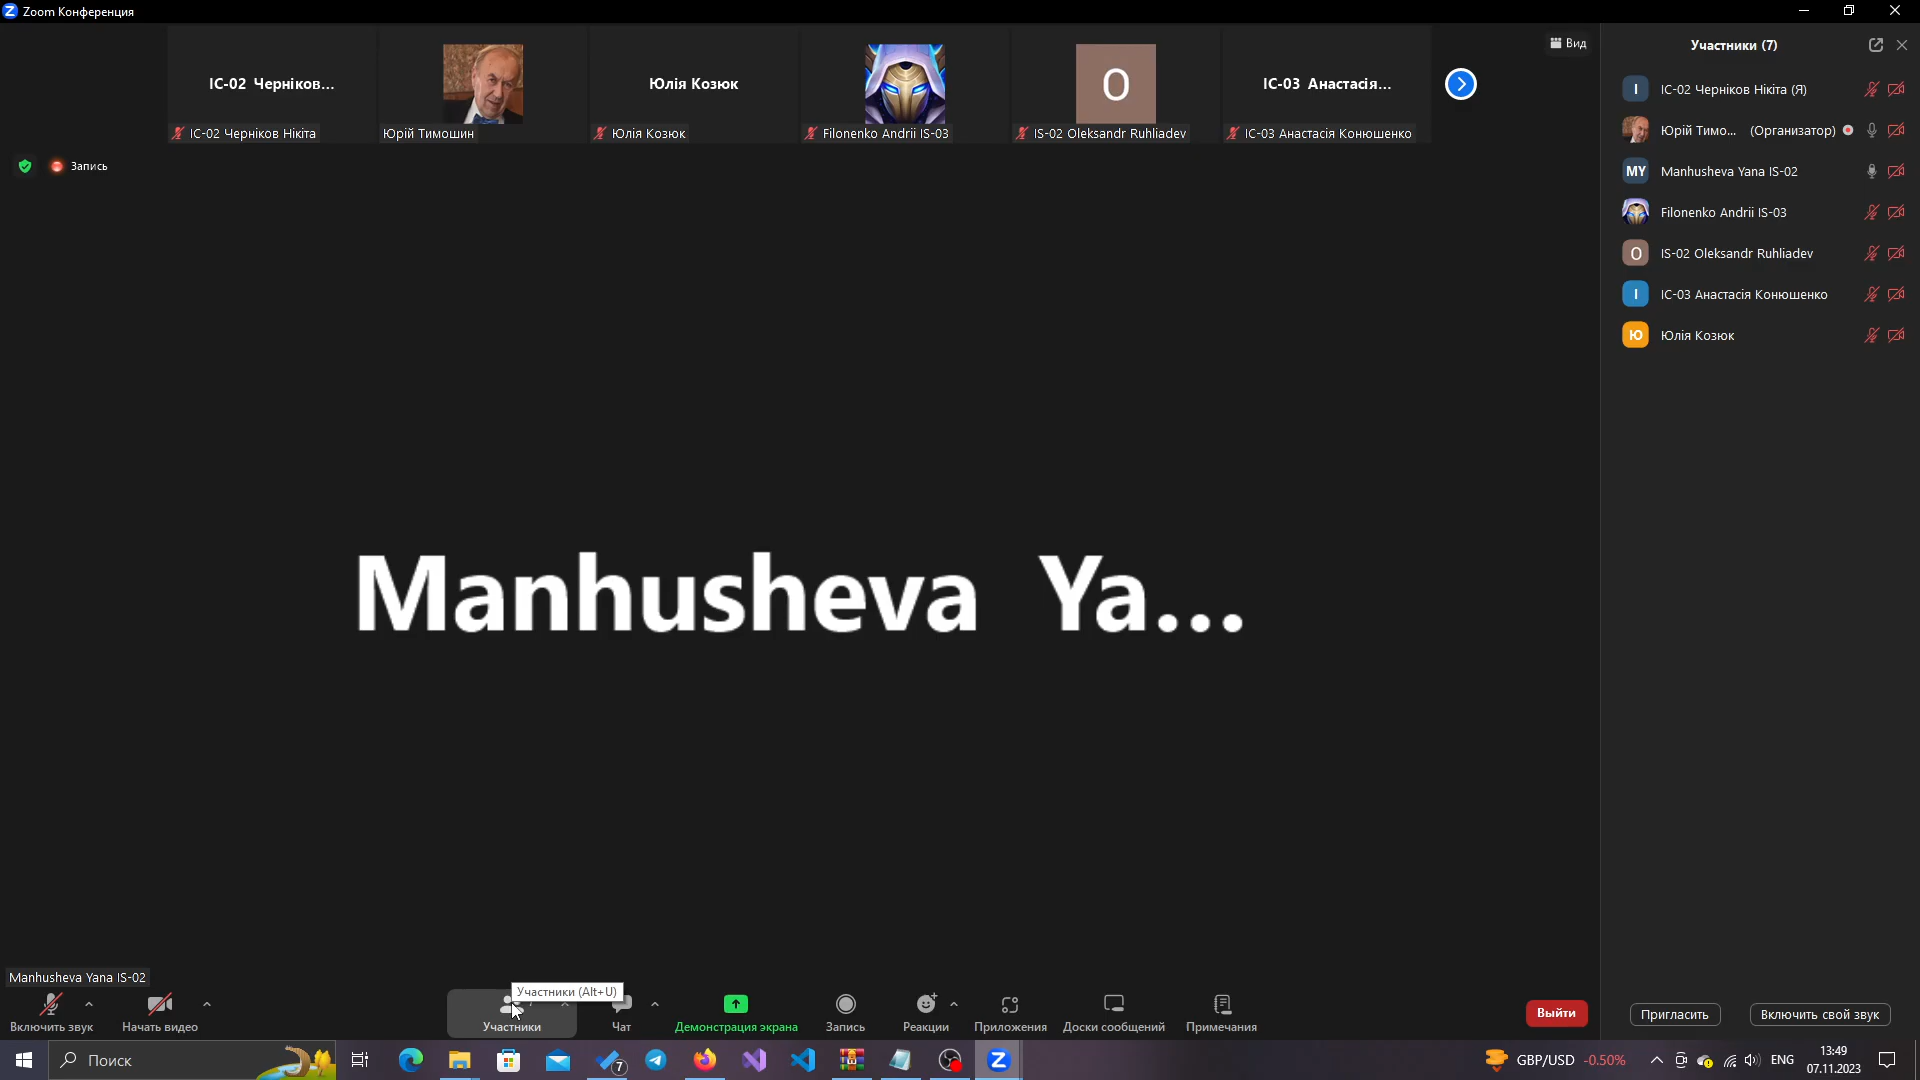 Zoom Конференция
ІС-02 Черніков...
Юлія Козюк
O
ІС-03 Анастасія...
ІС-02 Черніков Нікіта
Юрій Тимошин
Юлія Козюк
Filonenko Andrii IS-03
IS-02 Oleksandr Ruhliadev
ІС-03 Анастасія Конюшенко
Вид
Запись
Участники (7)
І ІС-02 Черніков Нікіта (Я)
Юрій Тимо... (Организатор)
MY Manhusheva Yana IS-02
Filonenko Andrii IS-03
O IS-02 Oleksandr Ruhliadev
І ІС-03 Анастасія Конюшенко
Ю Юлія Козюк
Manhusheva Ya...
Manhusheva Yana IS-02
Участники (Alt+U)
Включить звук
Начать видео
Участники
Чат
Демонстрация экрана
Запись
Реакции
Приложения
Доски сообщений
Примечания
Выйти
Пригласить
Включить свой звук
Поиск
7
GBP/USD -0.50%
ENG
13:49
07.11.2023